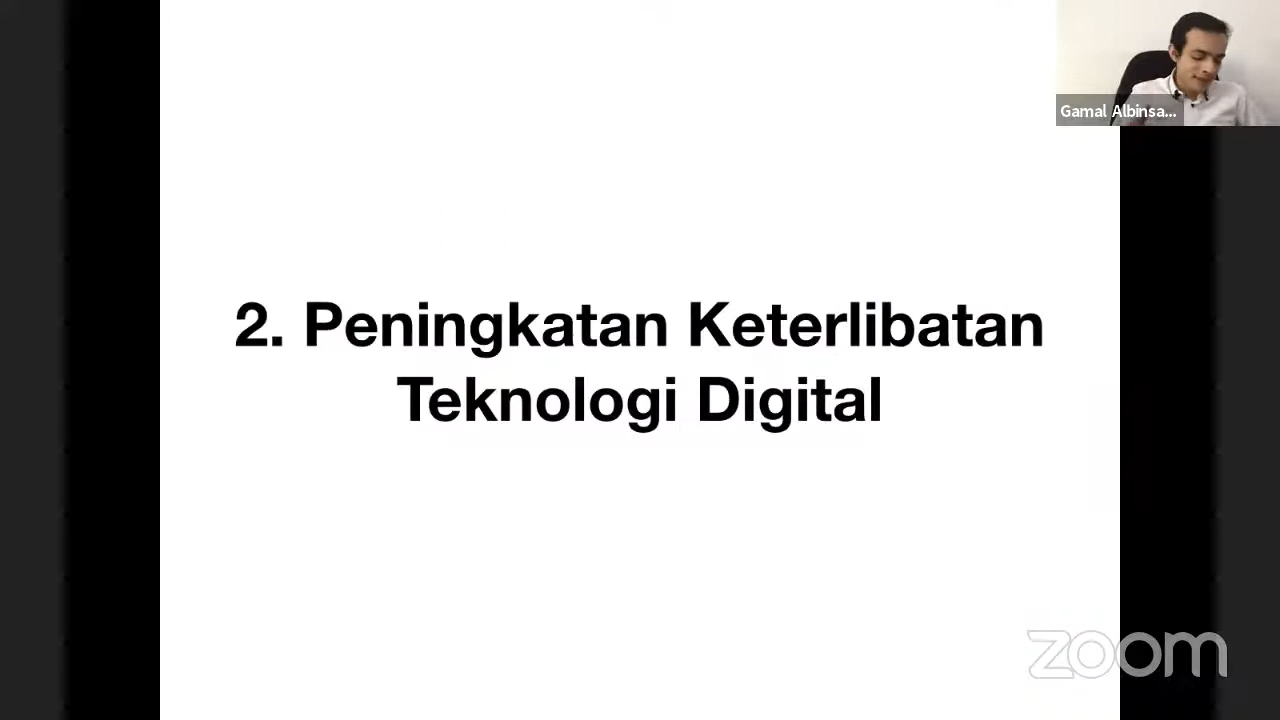 Gamal Albinsa...
2. Peningkatan Keterlibatan
Teknologi Digital
zoom